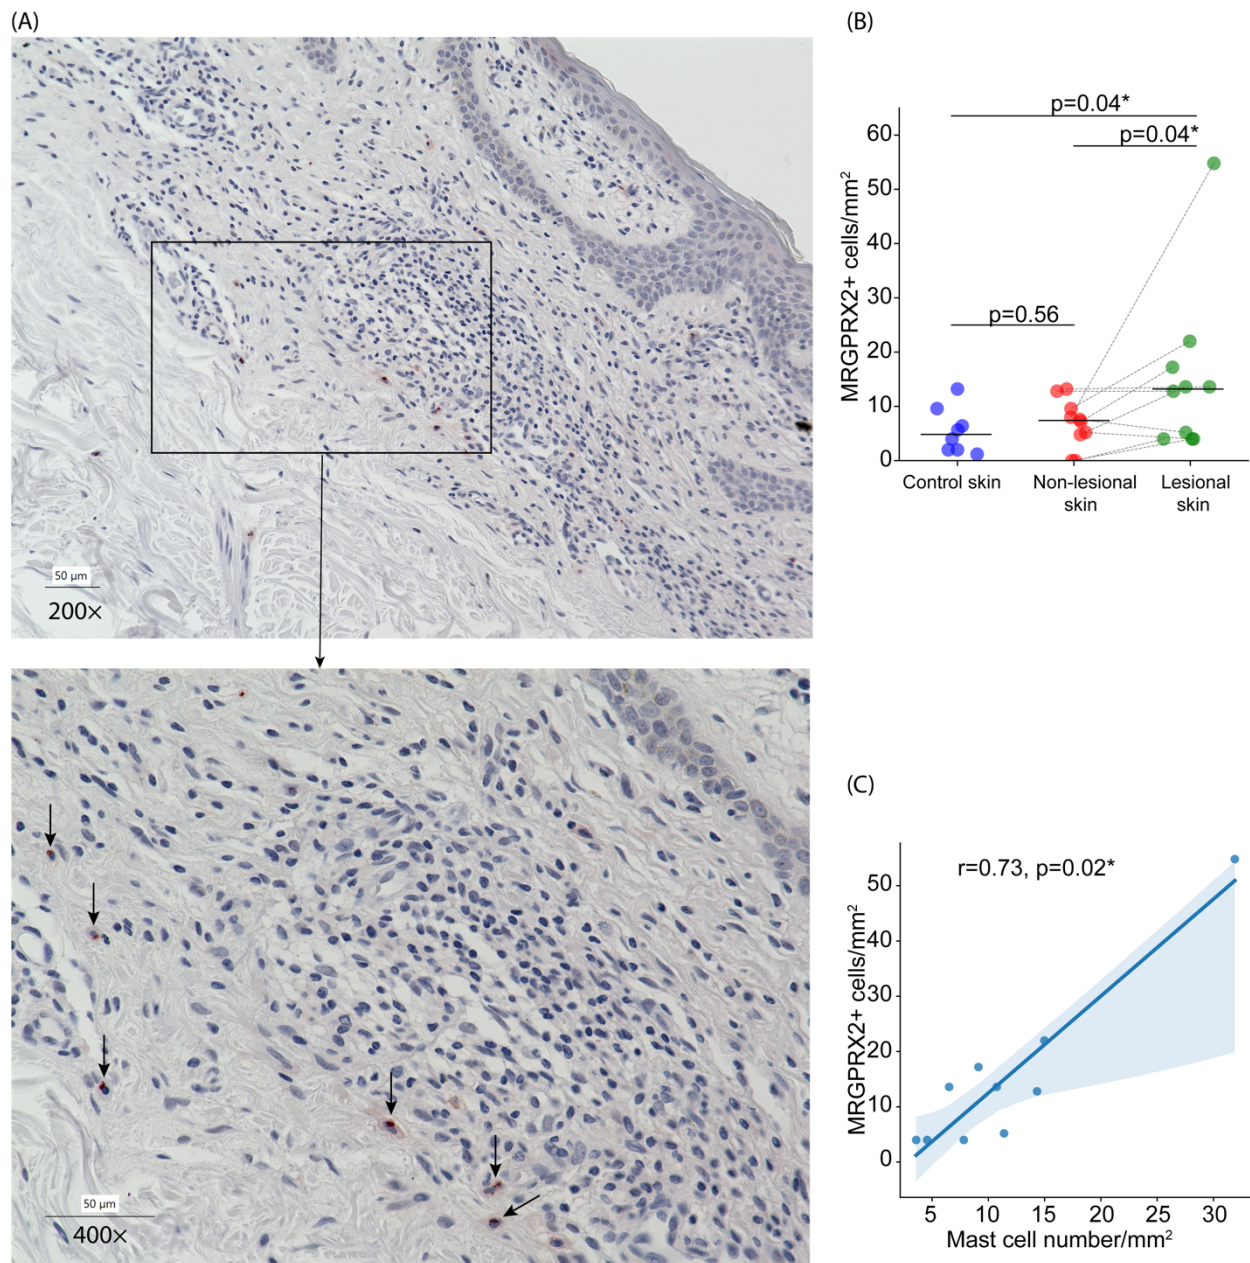 (A)
50 µm
200×
50 µm
400×
(B)
p=0.04*
p=0.04*
p=0.56
MRGPRX2+ cells/mm²
60
50
40
30
20
10
0
Control skin
Non-lesional
skin
Lesional
skin
(C)
r=0.73, p=0.02*
MRGPRX2+ cells/mm²
50
40
30
20
10
0
5
10
15
20
25
30
Mast cell number/mm²